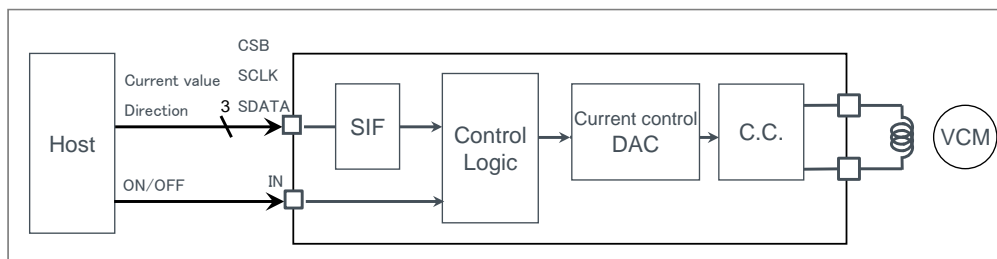 CSB
SCLK
SDATA
Current value
Direction
3
Host
ON/OFF
IN
SIF
Control
Logic
Current control
DAC
C.C.
VCM